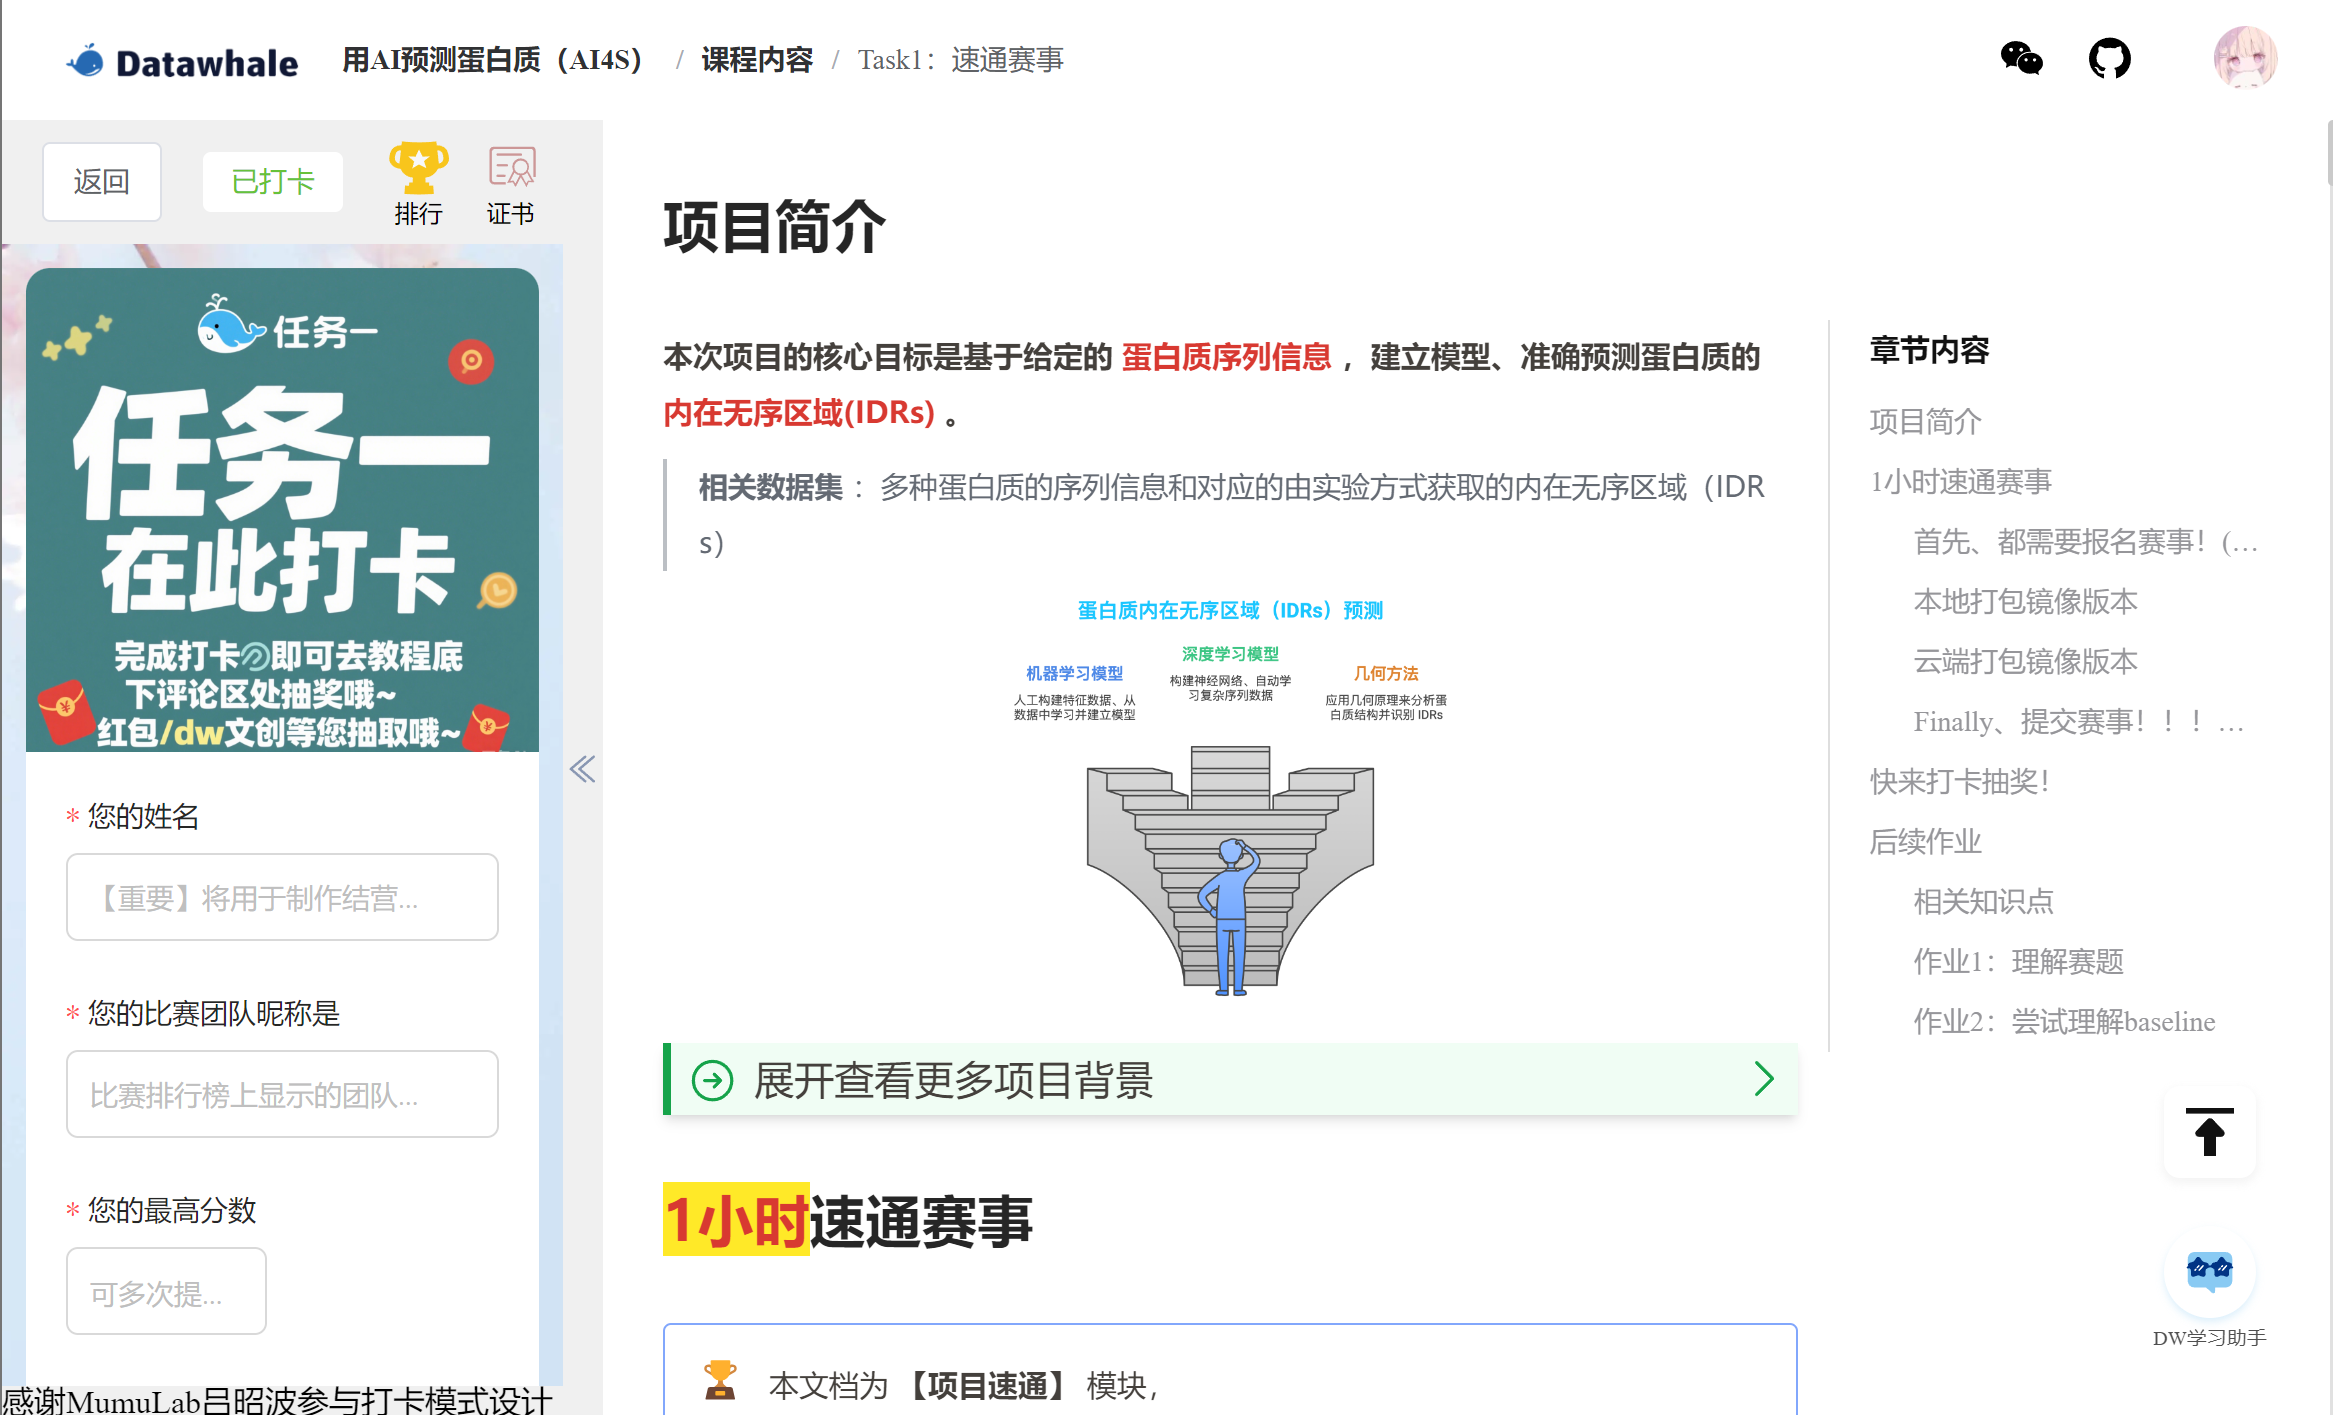 Datawhale
用AI预测蛋白质（AI4S） / 课程内容 / Task1：速通赛事
返回
已打卡
排行
证书
任务一
任务一
在此打卡
完成打卡即可去教程底
下评论区处抽奖哦~
红包/dw文创等您抽取哦~
* 您的姓名
【重要】将用于制作结营...
* 您的比赛团队昵称是
比赛排行榜上显示的团队...
* 您的最高分数
可多次提...
感谢MumuLab吕昭波参与打卡模式设计
项目简介
本次项目的核心目标是基于给定的 蛋白质序列信息 ，建立模型、准确预测蛋白质的
内在无序区域(IDRs) 。
相关数据集 ：多种蛋白质的序列信息和对应的由实验方式获取的内在无序区域（IDR
s）
蛋白质内在无序区域（IDRs）预测
机器学习模型
人工构建特征数据、从
数据中学习并建立模型
深度学习模型
构建神经网络、自动学
习复杂序列数据
几何方法
应用几何原理来分析蛋
白质结构并识别 IDRs
展开查看更多项目背景
1小时速通赛事
本文档为 【项目速通】 模块，
章节内容
项目简介
1小时速通赛事
首先、都需要报名赛事！(...
本地打包镜像版本
云端打包镜像版本
Finally、提交赛事！！！ ...
快来打卡抽奖！
后续作业
相关知识点
作业1：理解赛题
作业2：尝试理解baseline
DW学习助手